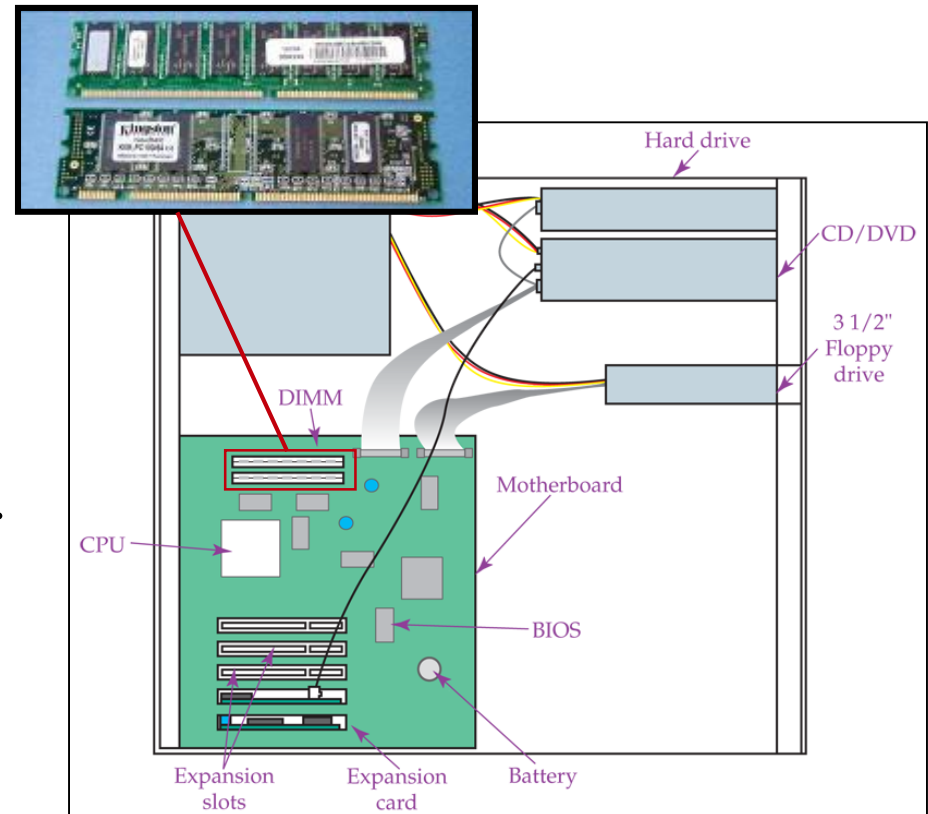 Kingston
Hard drive
CD/DVD
3 1/2"
Floppy
drive
DIMM
Motherboard
CPU
BIOS
Expansion
slots
Expansion
card
Battery